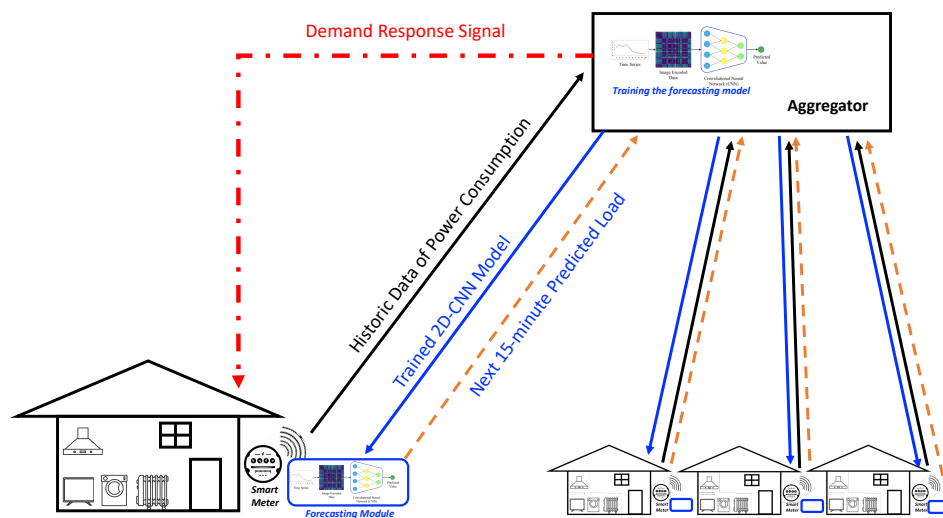 Demand Response Signal
Time Series
Image Encoded
Data
Convolutional Neural
Network (CNN)
Predicted
Value
Training the forecasting model
Aggregator
Historic Data of Power Consumption
Trained 2D-CNN Model
Next 15-minute Predicted Load
Smart
Meter
Time Series
Image Encoded
Data
Convolutional Neural
Network (CNN)
Predicted
Value
Forecasting Module
Smart
Meter
Smart
Meter
Smart
Meter